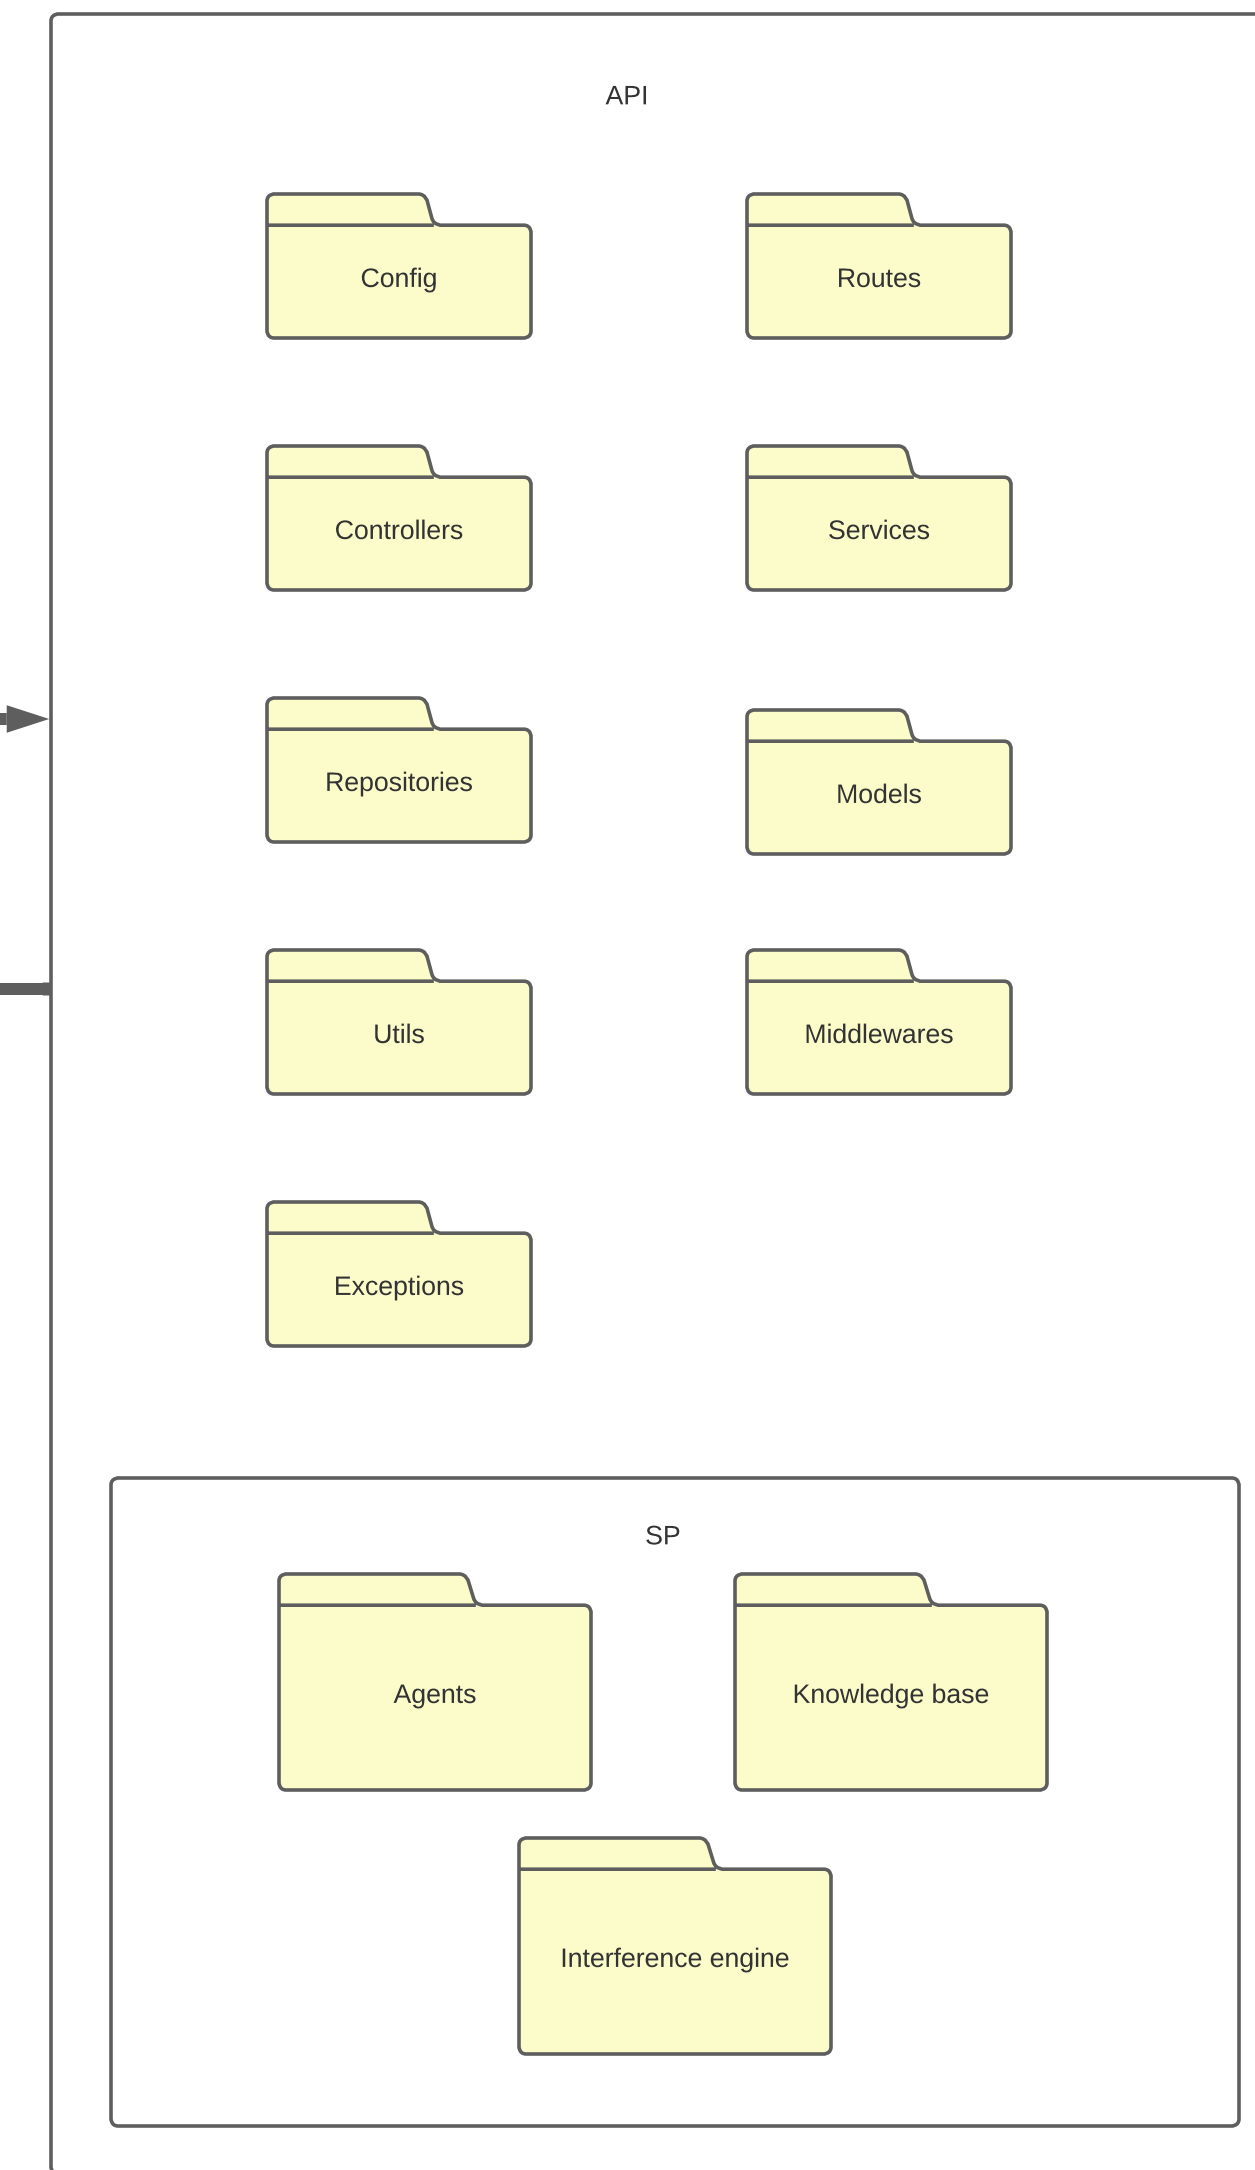 API
Config
Routes
Controllers
Services
Repositories
Models
Utils
Middlewares
Exceptions
SP
Agents
Knowledge base
Interference engine